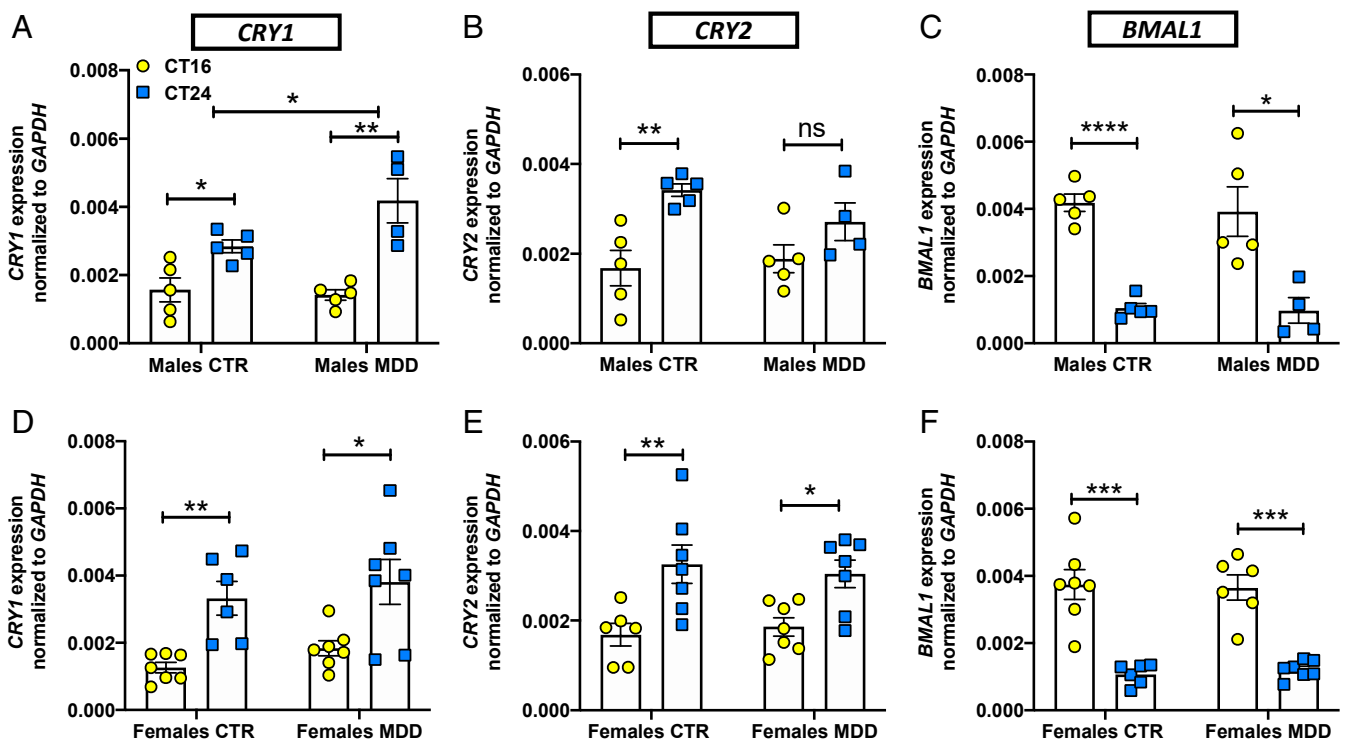 A
CRY1
CT16
CT24
CRY1 expression
normalized to GAPDH
0.008
0.006
0.004
0.002
0.000
*
*
**
Males CTR
Males MDD
B
CRY2
CRY2 expression
normalized to GAPDH
0.006
0.004
0.002
0.000
**
ns
Males CTR
Males MDD
C
BMAL1
BMAL1 expression
normalized to GAPDH
0.008
0.006
0.004
0.002
0.000
****
*
Males CTR
Males MDD
D
CRY1 expression
normalized to GAPDH
0.008
0.006
0.004
0.002
0.000
**
*
Females CTR
Females MDD
E
CRY2 expression
normalized to GAPDH
0.006
0.004
0.002
0.000
**
*
Females CTR
Females MDD
F
BMAL1 expression
normalized to GAPDH
0.008
0.006
0.004
0.002
0.000
***
***
Females CTR
Females MDD